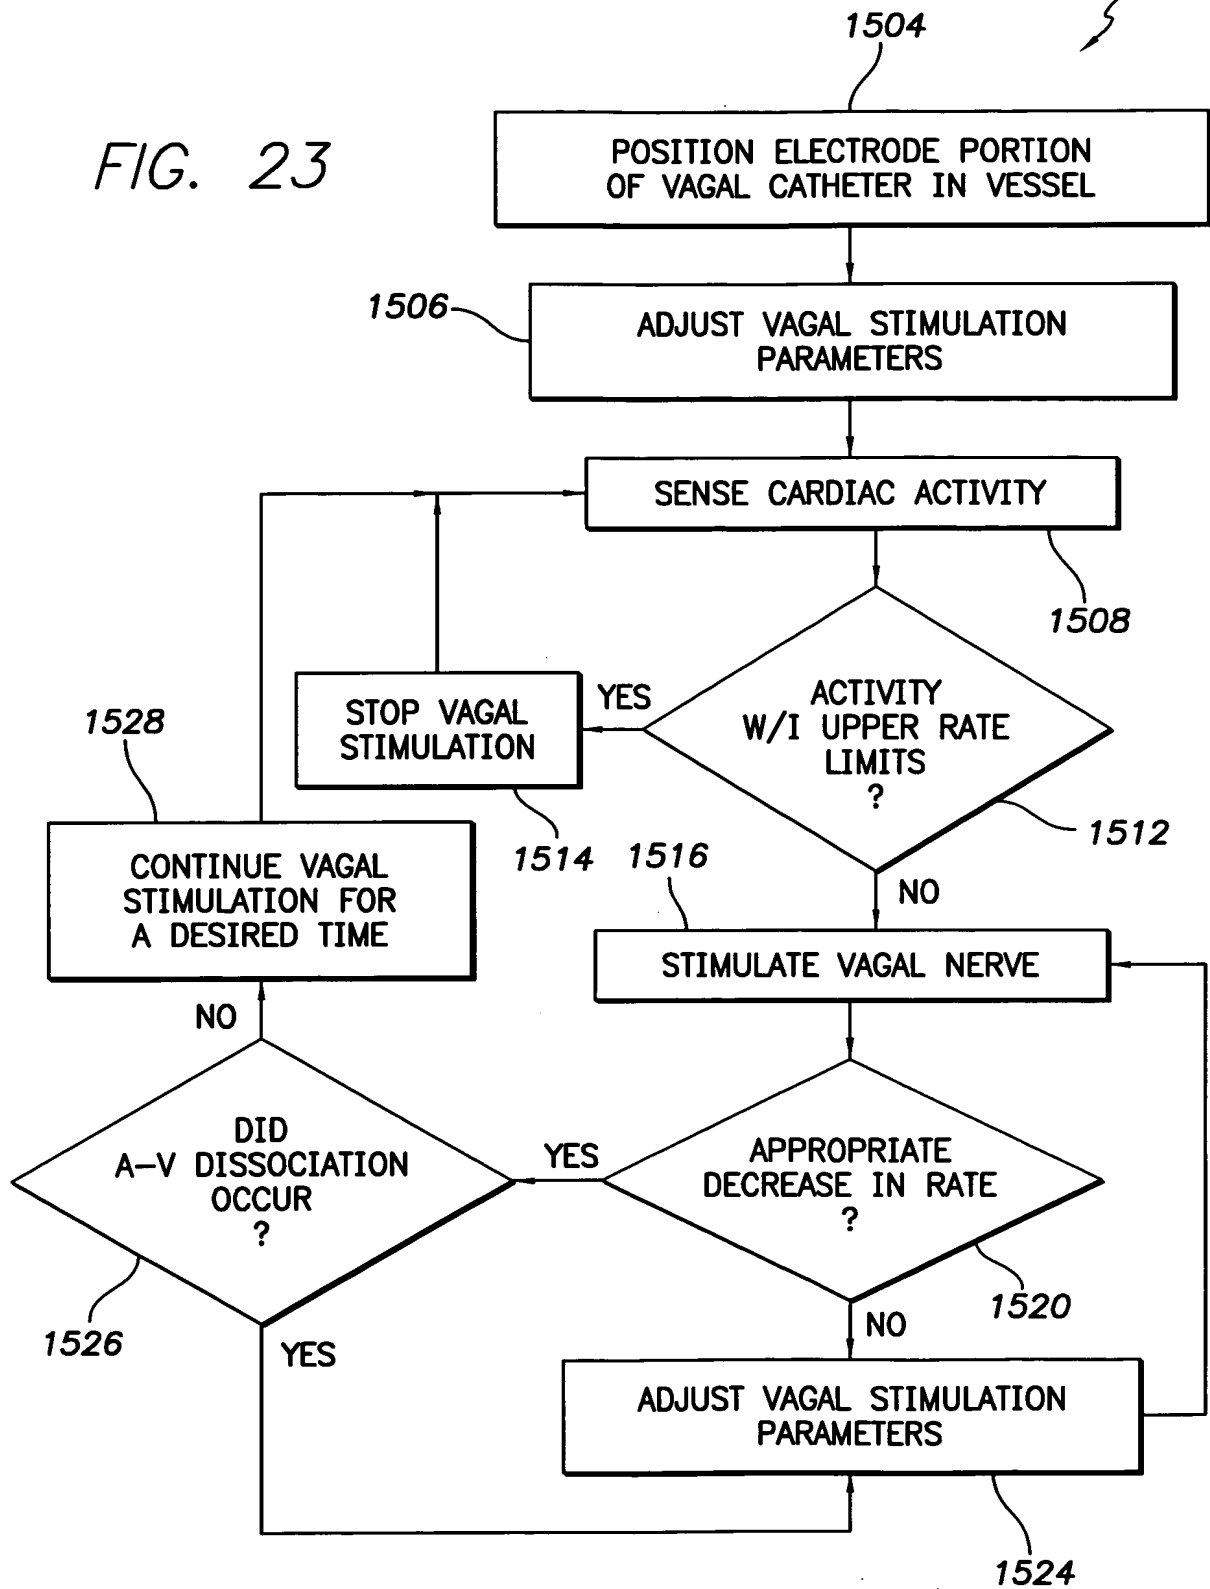 1504
FIG. 23
POSITION ELECTRODE PORTION
OF VAGAL CATHETER IN VESSEL
1506
ADJUST VAGAL STIMULATION
PARAMETERS
SENSE CARDIAC ACTIVITY
1508
ACTIVITY
W/I UPPER RATE
LIMITS
?
YES
STOP VAGAL
STIMULATION
1514
1512
NO
1528
CONTINUE VAGAL
STIMULATION FOR
A DESIRED TIME
1516
STIMULATE VAGAL NERVE
NO
DID
A-V DISSOCIATION
OCCUR
?
YES
APPROPRIATE
DECREASE IN RATE
?
1520
1526
YES
NO
ADJUST VAGAL STIMULATION
PARAMETERS
1524